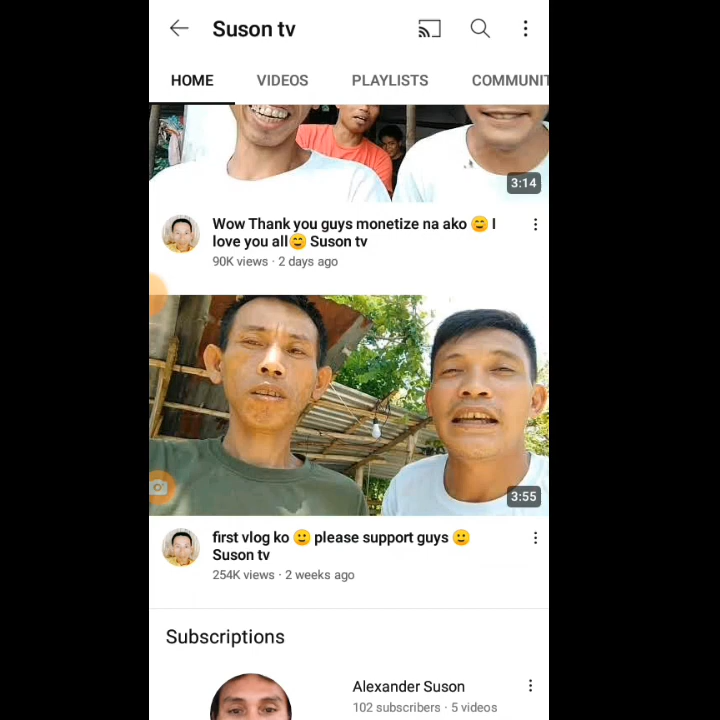 Suson tv
HOME VIDEOS PLAYLISTS COMMUNIT
3:14
Wow Thank you guys monetize na ako 😊 I
love you all😊 Suson tv
90K views · 2 days ago
3:55
first vlog ko 🙂 please support guys 🙂
Suson tv
254K views · 2 weeks ago
Subscriptions
Alexander Suson
102 subscribers · 5 videos